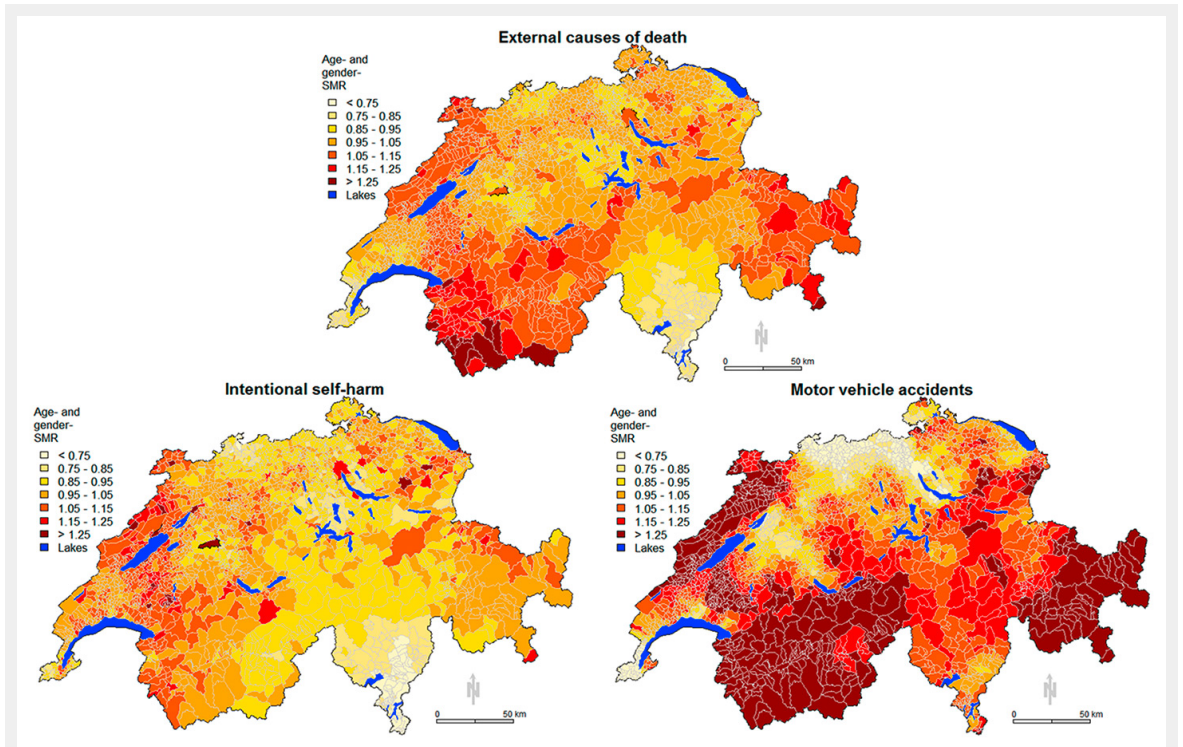 External causes of death
Age- and
gender-
SMR
< 0.75
0.75 - 0.85
0.85 - 0.95
0.95 - 1.05
1.05 - 1.15
1.15 - 1.25
> 1.25
Lakes
N
0 50 km
Intentional self-harm
Age- and
gender-
SMR
< 0.75
0.75 - 0.85
0.85 - 0.95
0.95 - 1.05
1.05 - 1.15
1.15 - 1.25
> 1.25
Lakes
N
0 50 km
Motor vehicle accidents
Age- and
gender-
SMR
< 0.75
0.75 - 0.85
0.85 - 0.95
0.95 - 1.05
1.05 - 1.15
1.15 - 1.25
> 1.25
Lakes
N
0 50 km